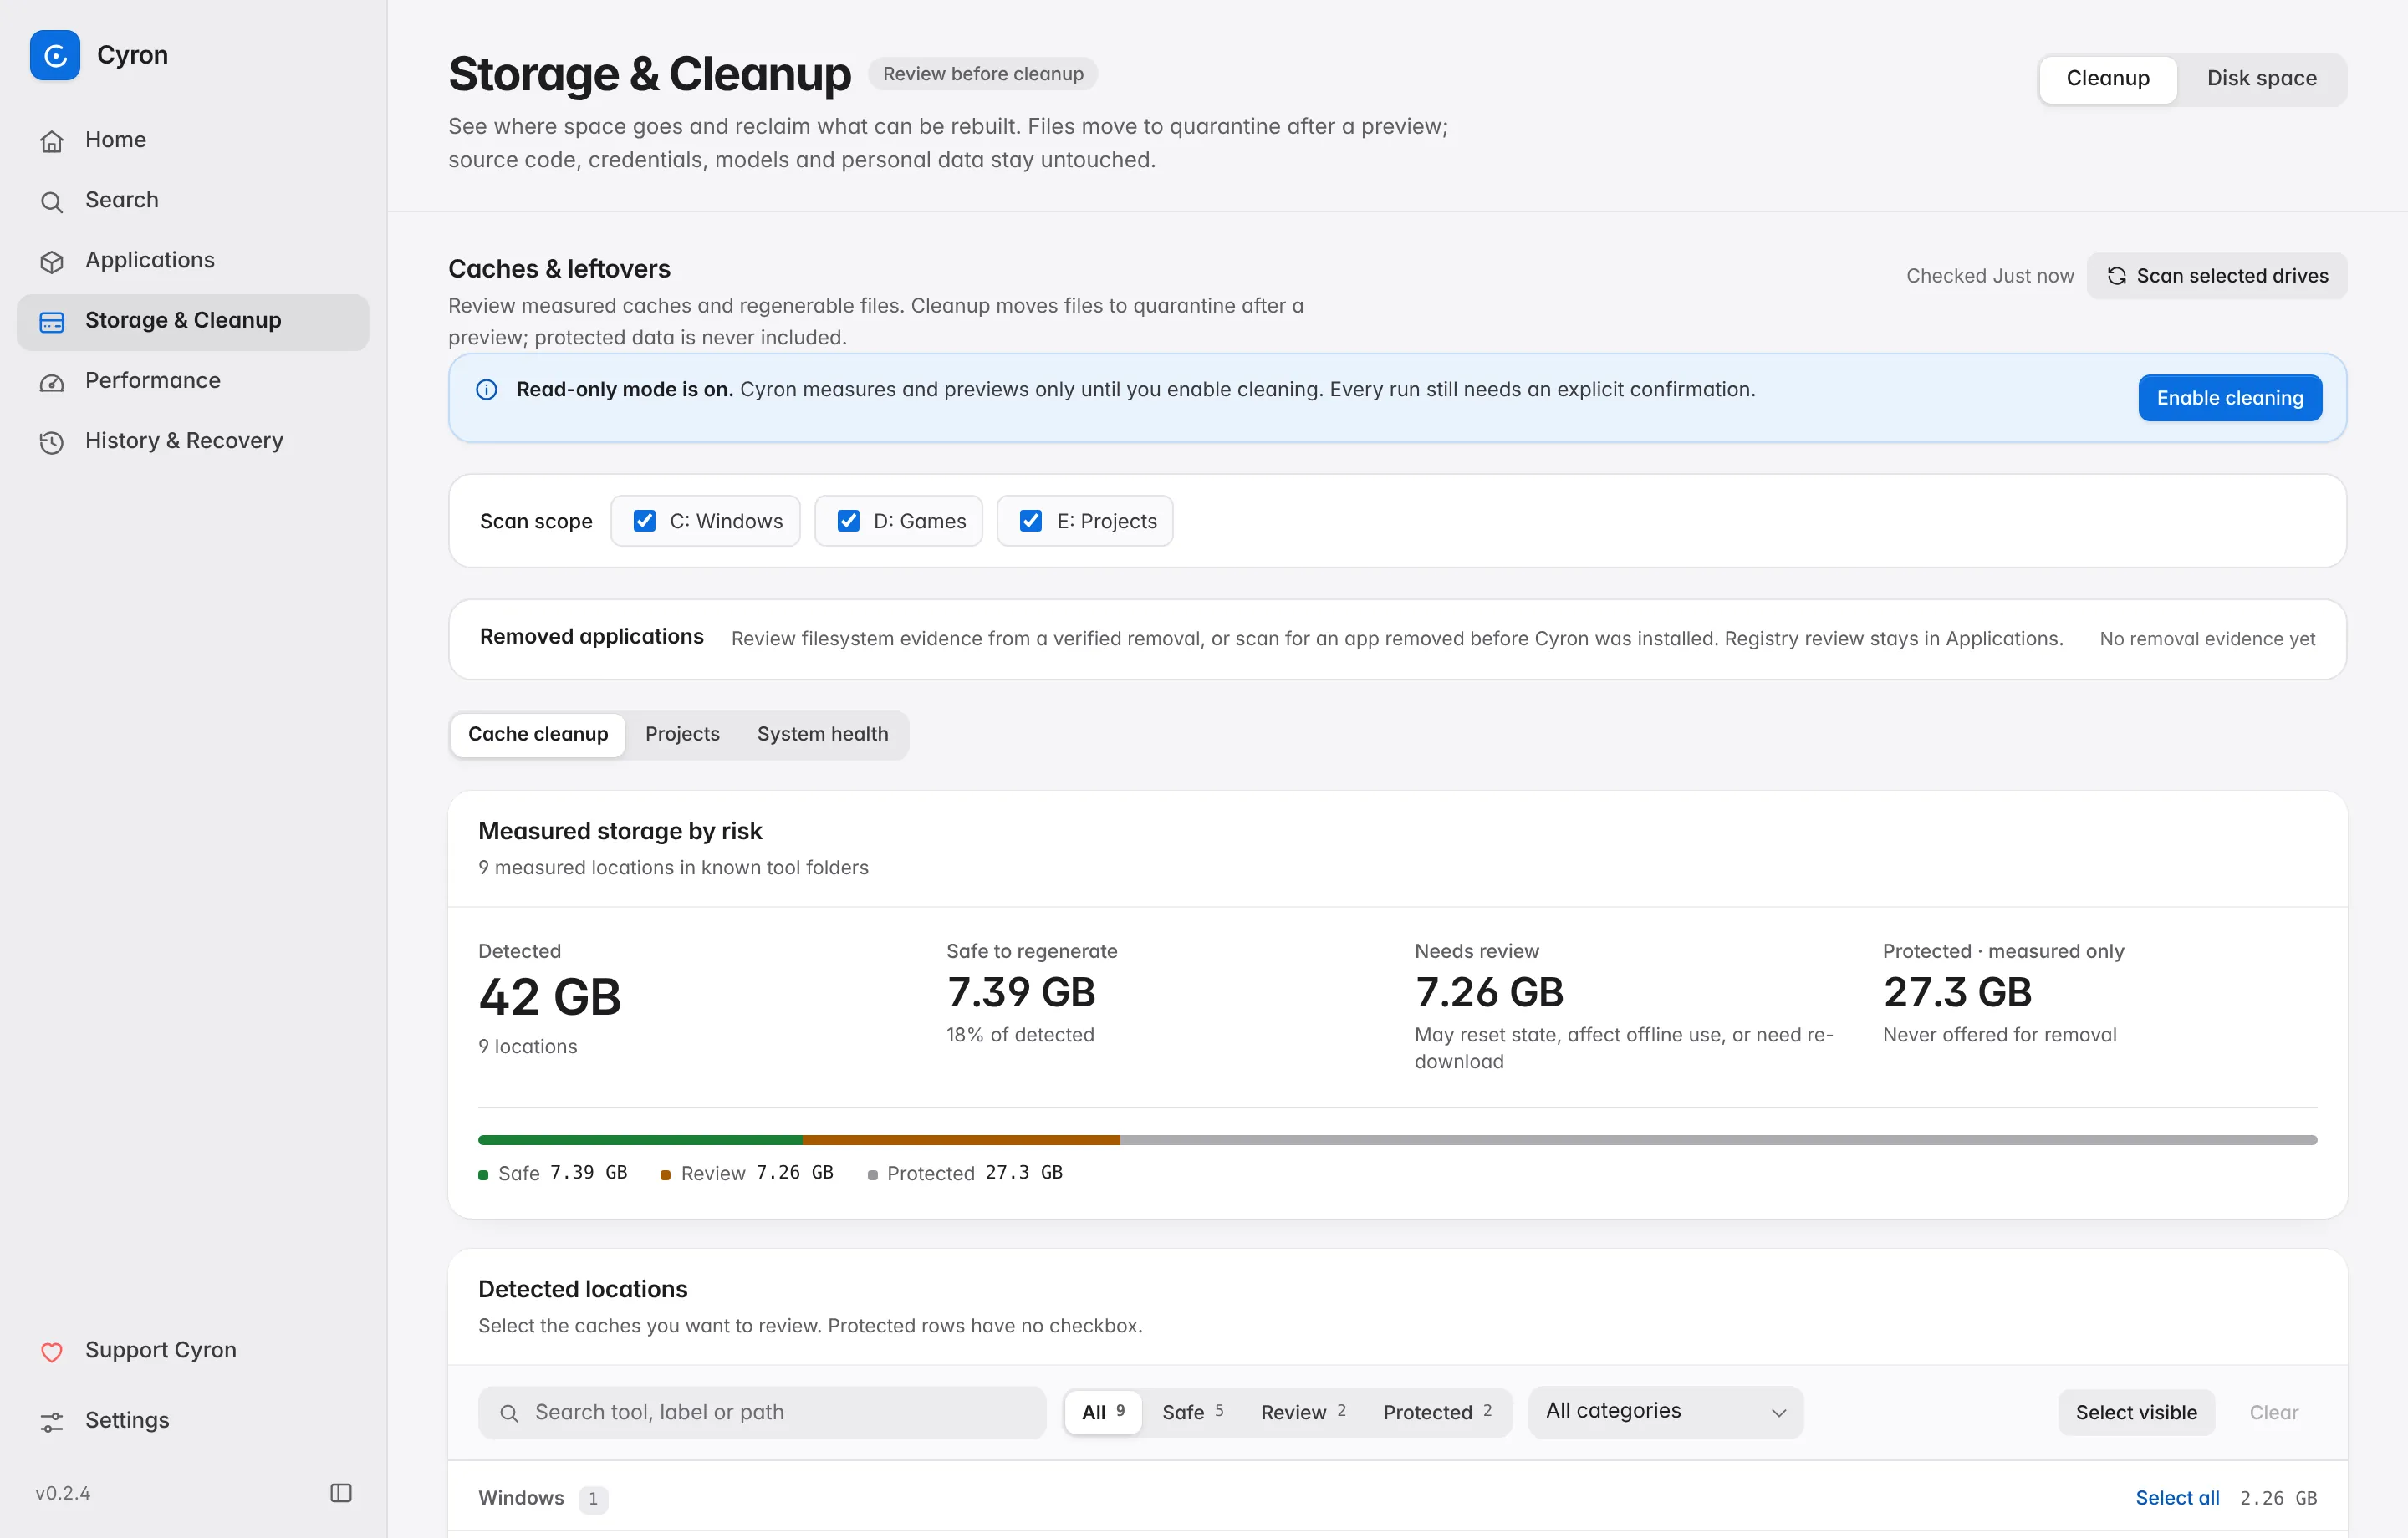 Cyron
Home
Search
Applications
Storage & Cleanup
Performance
History & Recovery
Support Cyron
Settings
v0.2.4
Storage & Cleanup
Review before cleanup
Cleanup
Disk space
See where space goes and reclaim what can be rebuilt. Files move to quarantine after a preview;
source code, credentials, models and personal data stay untouched.
Caches & leftovers
Checked Just now
Scan selected drives
Review measured caches and regenerable files. Cleanup moves files to quarantine after a
preview; protected data is never included.
Read-only mode is on. Cyron measures and previews only until you enable cleaning. Every run still needs an explicit confirmation.
Enable cleaning
Scan scope
C: Windows
D: Games
E: Projects
Removed applications
Review filesystem evidence from a verified removal, or scan for an app removed before Cyron was installed. Registry review stays in Applications.
No removal evidence yet
Cache cleanup
Projects
System health
Measured storage by risk
9 measured locations in known tool folders
Detected
42 GB
9 locations
Safe to regenerate
7.39 GB
18% of detected
Needs review
7.26 GB
May reset state, affect offline use, or need re-
download
Protected · measured only
27.3 GB
Never offered for removal
Safe 7.39 GB
Review 7.26 GB
Protected 27.3 GB
Detected locations
Select the caches you want to review. Protected rows have no checkbox.
Search tool, label or path
All 9
Safe 5
Review 2
Protected 2
All categories
Select visible
Clear
Windows 1
Select all
2.26 GB